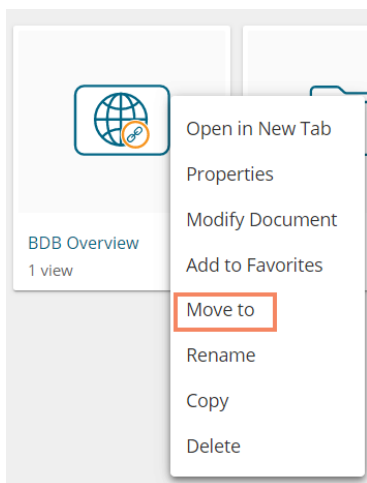 BDB Overview
1 view
Open in New Tab
Properties
Modify Document
Add to Favorites
Move to
Rename
Copy
Delete